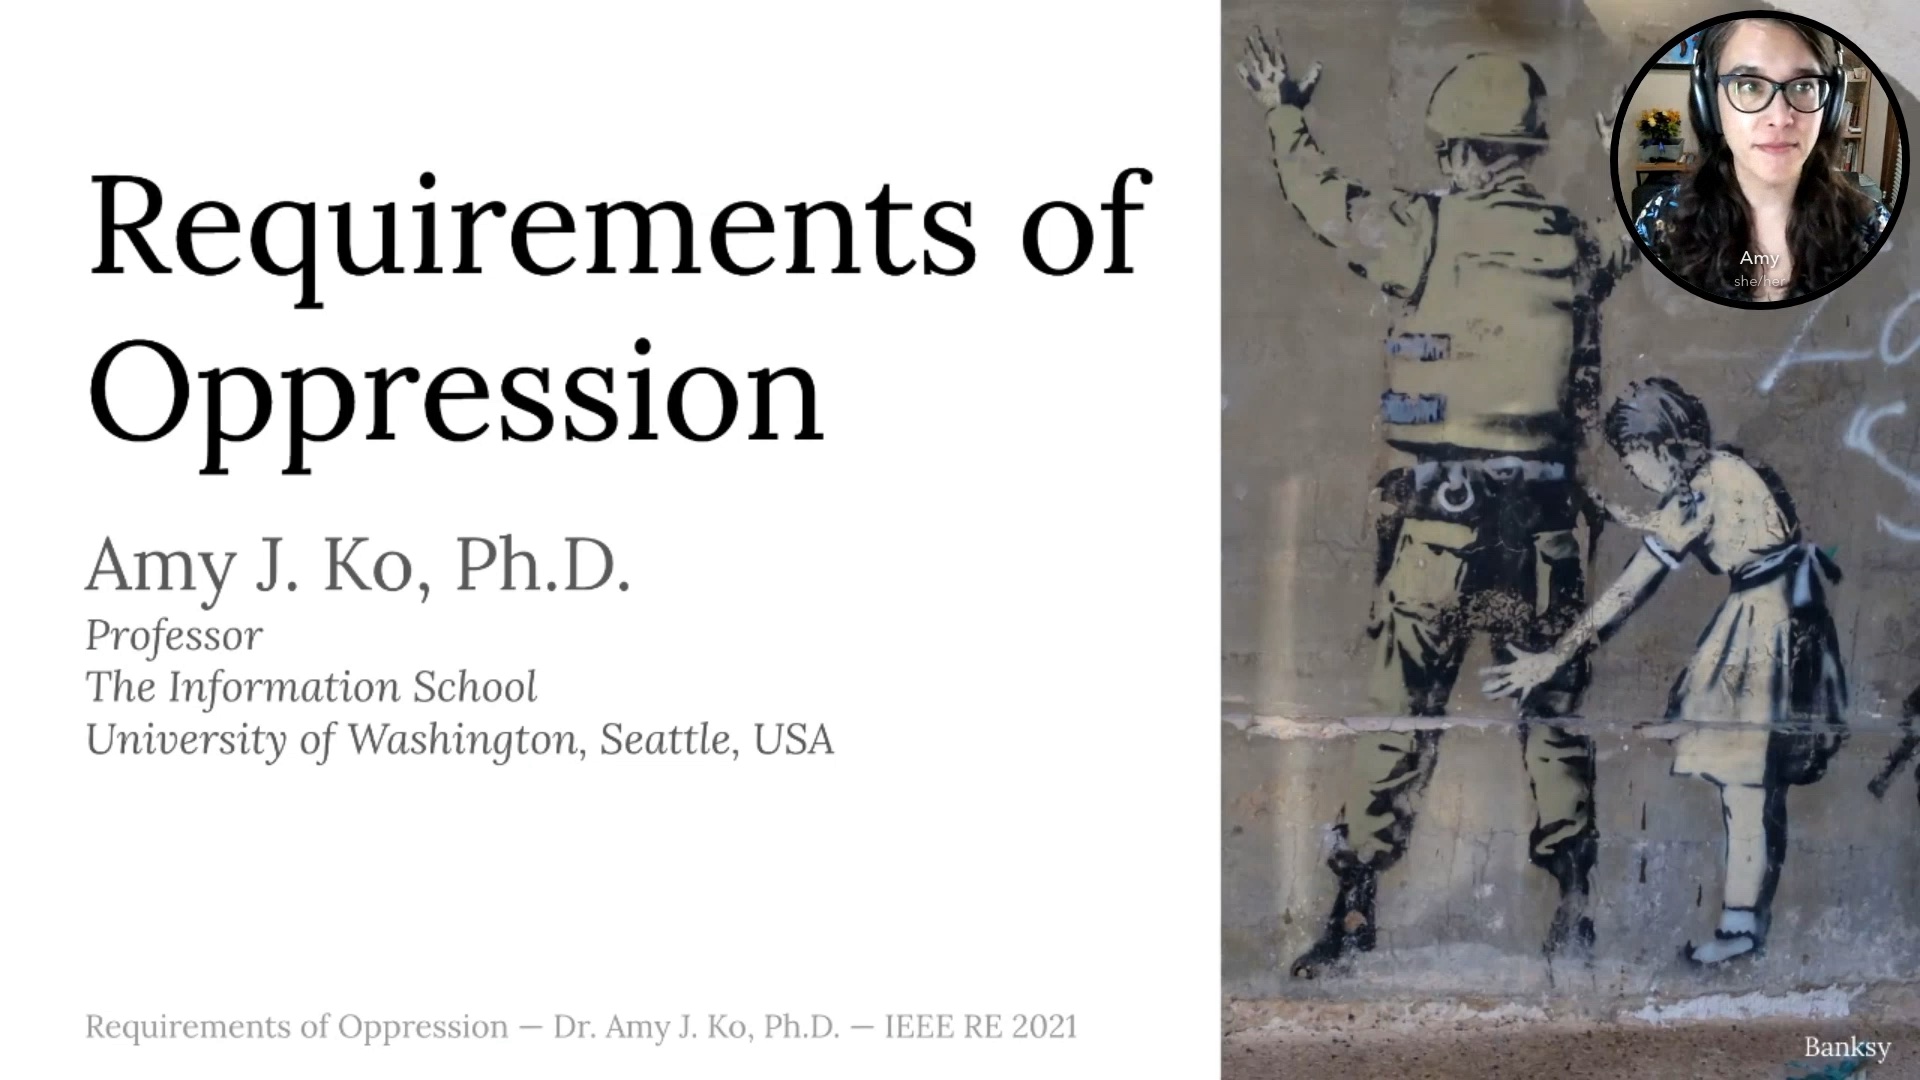 Requirements of
Oppression
Amy J. Ko, Ph.D.
Professor
The Information School
University of Washington, Seattle, USA
Requirements of Oppression — Dr. Amy J. Ko, Ph.D. — IEEE RE 2021
Amy
she/her
Banksy